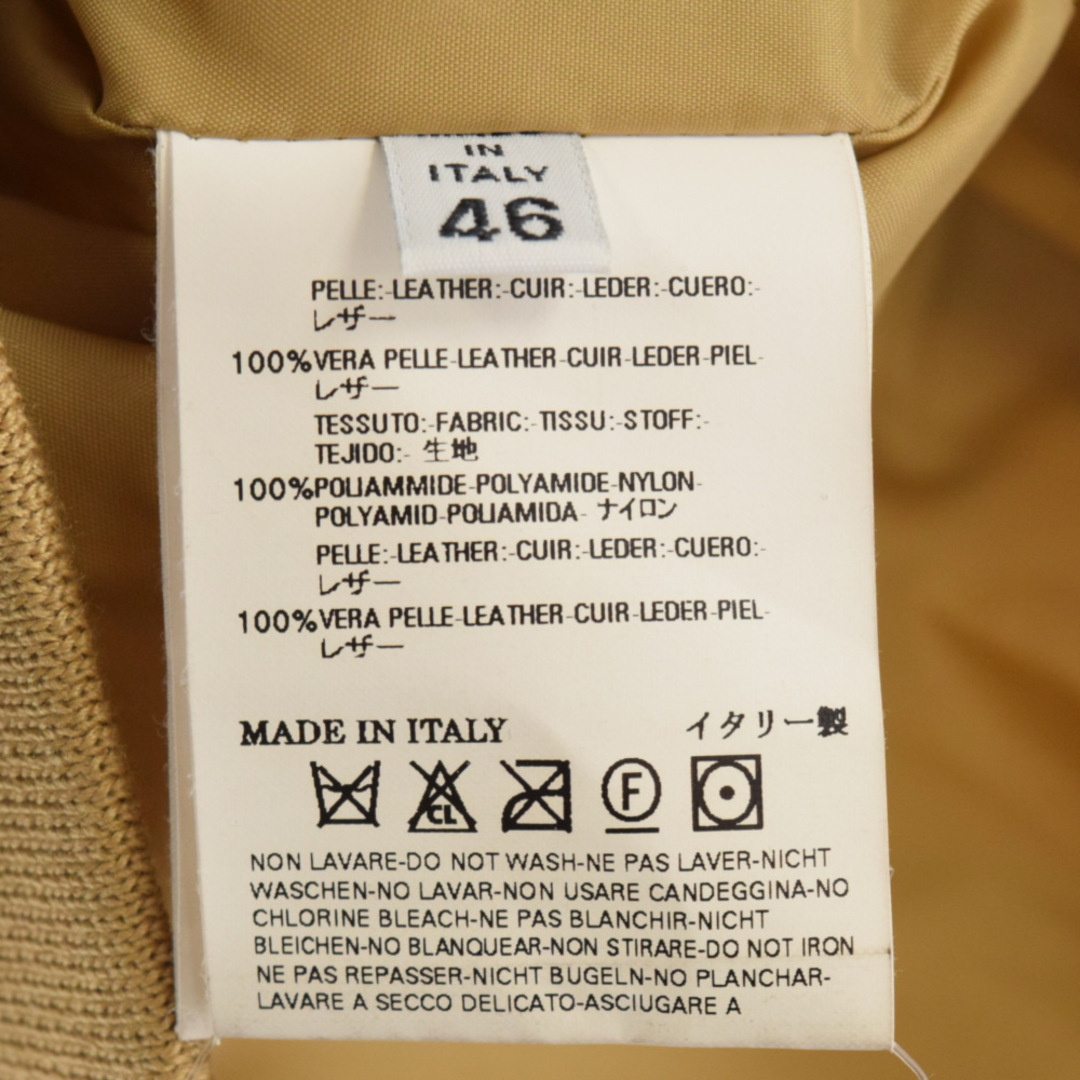 IN
ITALY
46
PELLE:-LEATHER:-CUIR:-LEDER:-CUERO:-
レザー
100%VERA PELLE-LEATHER-CUIR-LEDER-PIEL-
レザー
TESSUTO:-FABRIC:-TISSU:-STOFF:-
TEJIDO:- 生地
100%POLIAMMIDE-POLYAMIDE-NYLON-
POLYAMID-POLIAMIDA- ナイロン
PELLE:-LEATHER:-CUIR:-LEDER:-CUERO:-
レザー
100%VERA PELLE-LEATHER-CUIR-LEDER-PIEL-
レザー
MADE IN ITALY イタリー製
CL F
NON LAVARE-DO NOT WASH-NE PAS LAVER-NICHT
WASCHEN-NO LAVAR-NON USARE CANDEGGINA-NO
CHLORINE BLEACH-NE PAS BLANCHIR-NICHT
BLEICHEN-NO BLANQUEAR-NON STIRARE-DO NOT IRON
NE PAS REPASSER-NICHT BUGELN-NO PLANCHAR-
LAVARE A SECCO DELICATO-ASCIUGARE A